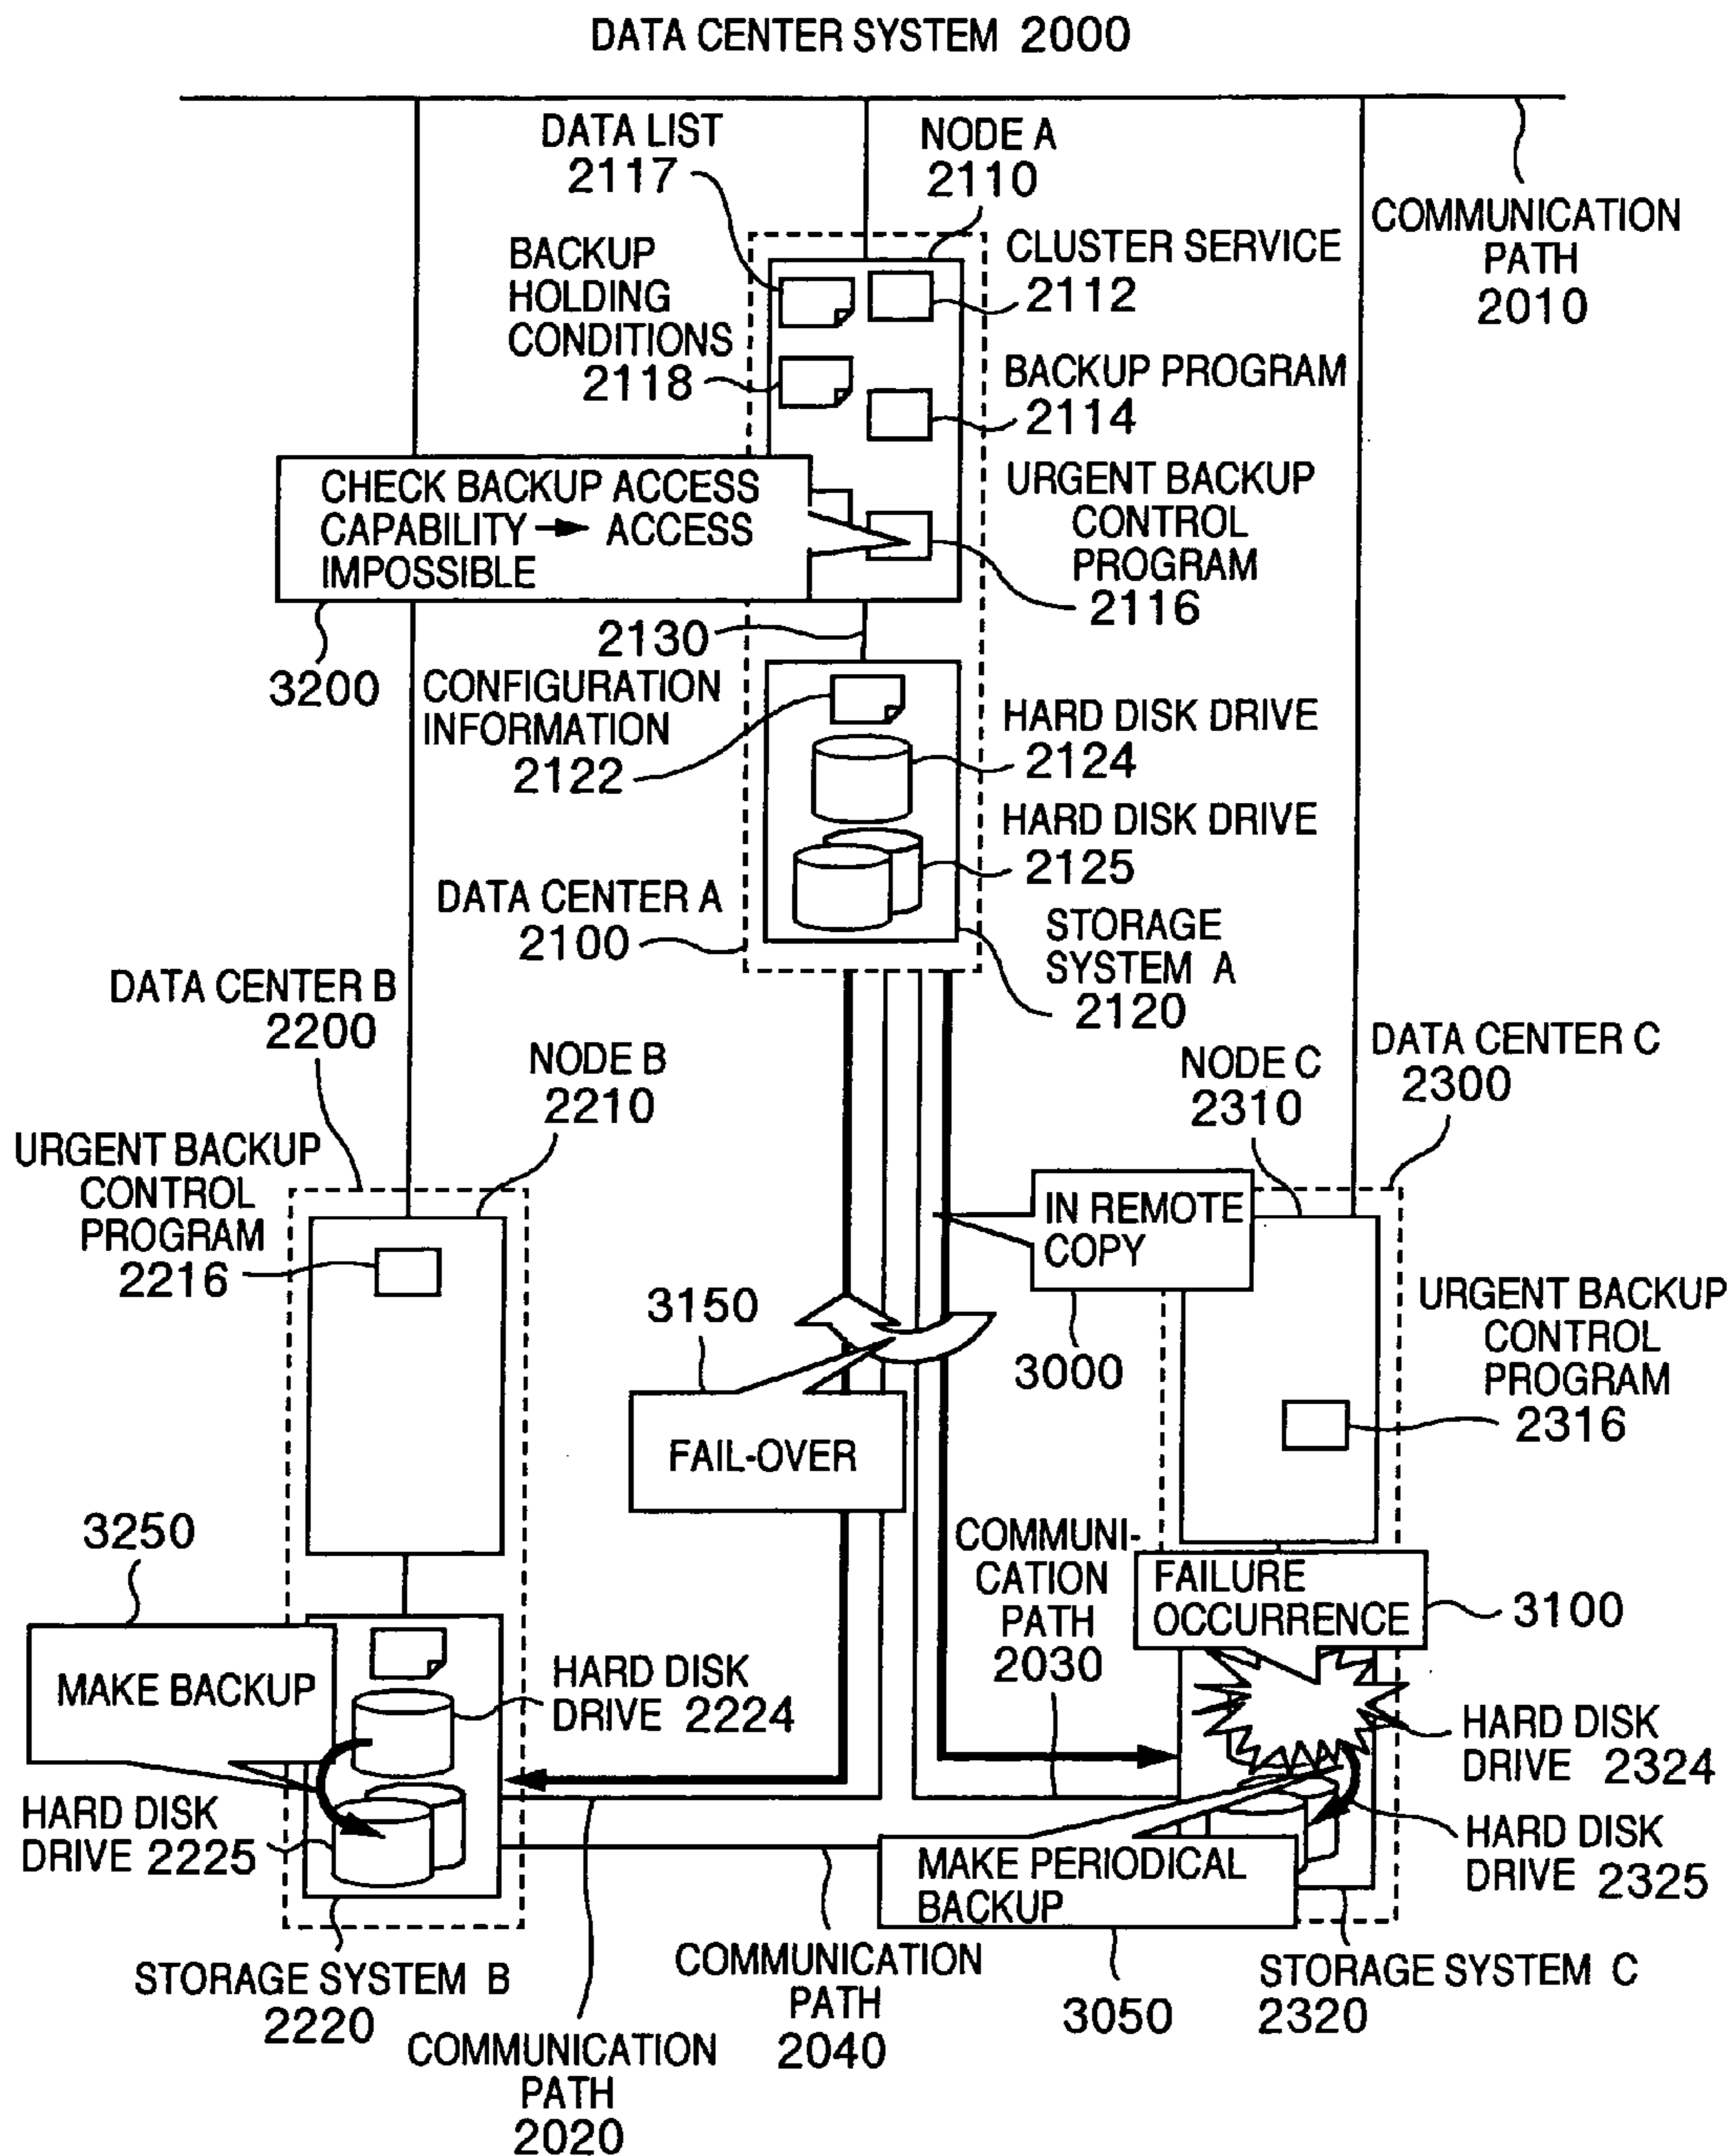 DATA CENTER SYSTEM 2000
DATA LIST
2117
NODE A
2110
COMMUNICATION
PATH
2010
BACKUP
HOLDING
CONDITIONS
2118
CLUSTER SERVICE
2112
BACKUP PROGRAM
2114
CHECK BACKUP ACCESS
CAPABILITY → ACCESS
IMPOSSIBLE
3200
URGENT BACKUP
CONTROL
PROGRAM
2116
2130
CONFIGURATION
INFORMATION
2122
HARD DISK DRIVE
2124
HARD DISK DRIVE
2125
DATA CENTER A
2100
STORAGE
SYSTEM A
2120
DATA CENTER B
2200
NODE B
2210
NODE C
2310
DATA CENTER C
2300
URGENT BACKUP
CONTROL
PROGRAM
2216
IN REMOTE
COPY
3000
3150
FAIL-OVER
URGENT BACKUP
CONTROL
PROGRAM
2316
3250
MAKE BACKUP
COMMUNI-
CATION
PATH
2030
FAILURE
OCCURRENCE
3100
HARD DISK
DRIVE 2224
HARD DISK
DRIVE 2324
HARD DISK
DRIVE 2225
HARD DISK
DRIVE 2325
MAKE PERIODICAL
BACKUP
3050
STORAGE SYSTEM B
2220
COMMUNICATION
PATH
2040
STORAGE SYSTEM C
2320
COMMUNICATION
PATH
2020